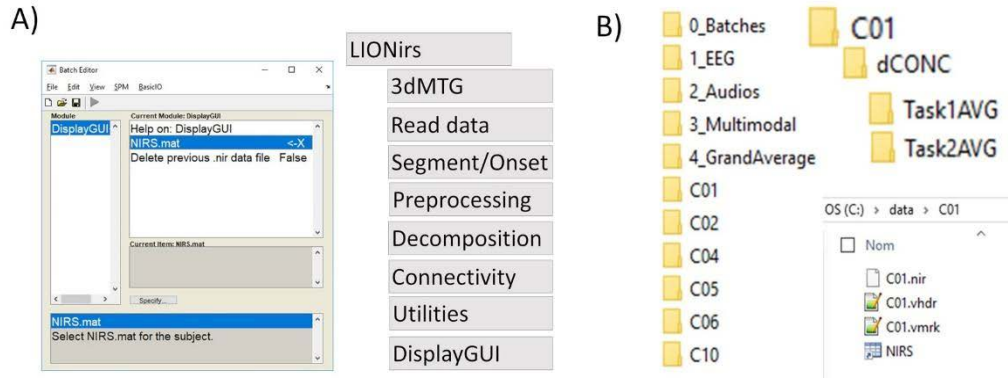 A)
Batch Editor
File Edit View SPM BasicIO
Module
DisplayGUI
Current Module: DisplayGUI
Help on: DisplayGUI
NIRS.mat <-X
Delete previous .nir data file False
Current Item: NIRS.mat
Specify...
NIRS.mat
Select NIRS.mat for the subject.
LIONirs
3dMTG
Read data
Segment/Onset
Preprocessing
Decomposition
Connectivity
Utilities
DisplayGUI
B)
0_Batches
1_EEG
2_Audios
3_Multimodal
4_GrandAverage
C01
C02
C04
C05
C06
C10
C01
dCONC
Task1AVG
Task2AVG
OS (C:) > data > C01
Nom
C01.nir
C01.vhdr
C01.vmrk
NIRS